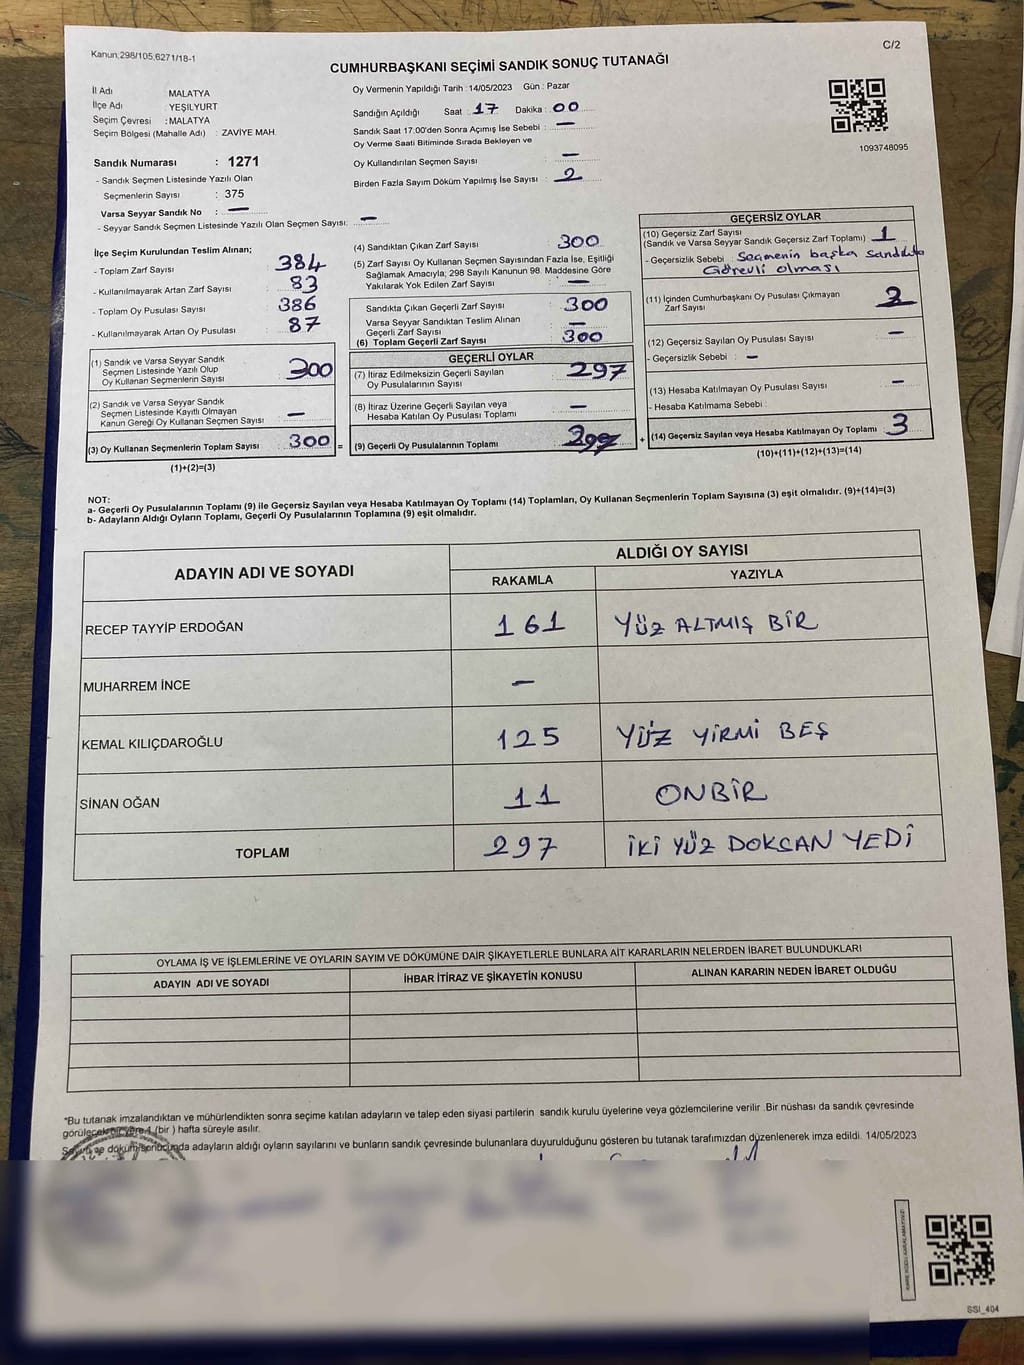 Kanun;298/105,6271/18-1
C/2
CUMHURBAŞKANI SEÇİMİ SANDIK SONUÇ TUTANAĞI
İl Adı MALATYA
İlçe Adı YEŞİLYURT
Seçim Çevresi : MALATYA
Seçim Bölgesi (Mahalle Adı) : ZAVİYE MAH.
Sandık Numarası : 1271
- Sandık Seçmen Listesinde Yazılı Olan
Seçmenlerin Sayısı : 375
Varsa Seyyar Sandık No : —
- Seyyar Sandık Seçmen Listesinde Yazılı Olan Seçmen Sayısı: —
Oy Vermenin Yapıldığı Tarih : 14/05/2023 Gün : Pazar
Sandığın Açıldığı Saat : 17 Dakika : 00
Sandık Saat 17.00'den Sonra Açımış İse Sebebi : —
Oy Verme Saati Bitiminde Sırada Bekleyen ve
Oy Kullandırılan Seçmen Sayısı : —
Birden Fazla Sayım Döküm Yapılmış İse Sayısı : 2
1093748095
İlçe Seçim Kurulundan Teslim Alınan;
- Toplam Zarf Sayısı : 384
- Kullanılmayarak Artan Zarf Sayısı : 83
- Toplam Oy Pusulası : 386
- Kullanılmayarak Artan Oy Pusulası : 87
(1) Sandık ve Varsa Seyyar Sandık
Seçmen Listesinde Yazılı Olup
Oy Kullanan Seçmenlerin Sayısı : 300
(2) Sandık ve Varsa Seyyar Sandık
Seçmen Listesinde Kayıtlı Olmayan
Kanun Gereği Oy Kullanan Seçmen Sayısı : —
(3) Oy Kullanan Seçmenlerin Toplam Sayısı : 300 =
(1)+(2)=(3)
(4) Sandıktan Çıkan Zarf Sayısı : 300
(5) Zarf Sayısı Oy Kullanan Seçmen Sayısından Fazla İse, Eşitliği
Sağlamak Amacıyla; 298 Sayılı Kanunun 98. Maddesine Göre
Yakılarak Yok Edilen Zarf Sayısı : —
Sandıkta Çıkan Geçerli Zarf Sayısı : 300
Varsa Seyyar Sandıktan Teslim Alınan
Geçerli Zarf Sayısı : —
(6) Toplam Geçerli Zarf Sayısı : 300
GEÇERLİ OYLAR
(7) İtiraz Edilmeksizin Geçerli Sayılan
Oy Pusulalarının Sayısı : 297
(8) İtiraz Üzerine Geçerli Sayılan veya
Hesaba Katılan Oy Pusulası Toplamı : —
(9) Geçerli Oy Pusulalarının Toplamı : 297 +
GEÇERSİZ OYLAR
(10) Geçersiz Zarf Sayısı : 1
(Sandık ve Varsa Seyyar Sandık Geçersiz Zarf Toplamı)
- Geçersizlik Sebebi : Seçmenin başka sandıkta
Görevli olması
(11) İçinden Cumhurbaşkanı Oy Pusulası Çıkmayan
Zarf Sayısı : 2
(12) Geçersiz Sayılan Oy Pusulası Sayısı : —
- Geçersizlik Sebebi : —
(13) Hesaba Katılmayan Oy Pusulası Sayısı : —
- Hesaba Katılmama Sebebi :
(14) Geçersiz Sayılan veya Hesaba Katılmayan Oy Toplamı : 3
(10)+(11)+(12)+(13)=(14)
NOT:
a- Geçerli Oy Pusulalarının Toplamı (9) ile Geçersiz Sayılan veya Hesaba Katılmayan Oy Toplamı (14) Toplamları, Oy Kullanan Seçmenlerin Toplam Sayısına (3) eşit olmalıdır. (9)+(14)=(3)
b- Adayların Aldığı Oyların Toplamı, Geçerli Oy Pusulalarının Toplamına (9) eşit olmalıdır.
ADAYIN ADI VE SOYADI
ALDIĞI OY SAYISI
RAKAMLA YAZIYLA
RECEP TAYYİP ERDOĞAN 161 YÜZ ALTMIŞ BİR
MUHARREM İNCE —
KEMAL KILIÇDAROĞLU 125 YÜZ YİRMİ BEŞ
SİNAN OĞAN 11 ONBİR
TOPLAM 297 İKİ YÜZ DOKSAN YEDİ
OYLAMA İŞ VE İŞLEMLERİNE VE OYLARIN SAYIM VE DÖKÜMÜNE DAİR ŞİKAYETLERLE BUNLARA AİT KARARLARIN NELERDEN İBARET BULUNDUKLARI
ADAYIN ADI VE SOYADI İHBAR İTİRAZ VE ŞİKAYETİN KONUSU ALINAN KARARIN NEDEN İBARET OLDUĞU
*Bu tutanak imzalandıktan ve mühürlendikten sonra seçime katılan adayların ve talep eden siyasi partilerin sandık kurulu üyelerine veya gözlemcilerine verilir .Bir nüshası da sandık çevresinde
görülecek bir yere 1 (bir ) hafta süreyle asılır.
Sayım ve döküm sonucunda adayların aldığı oyların sayılarını ve bunların sandık çevresinde bulunanlara duyurulduğunu gösteren bu tutanak tarafımızdan düzenlenerek imza edildi. 14/05/2023
SSI_404